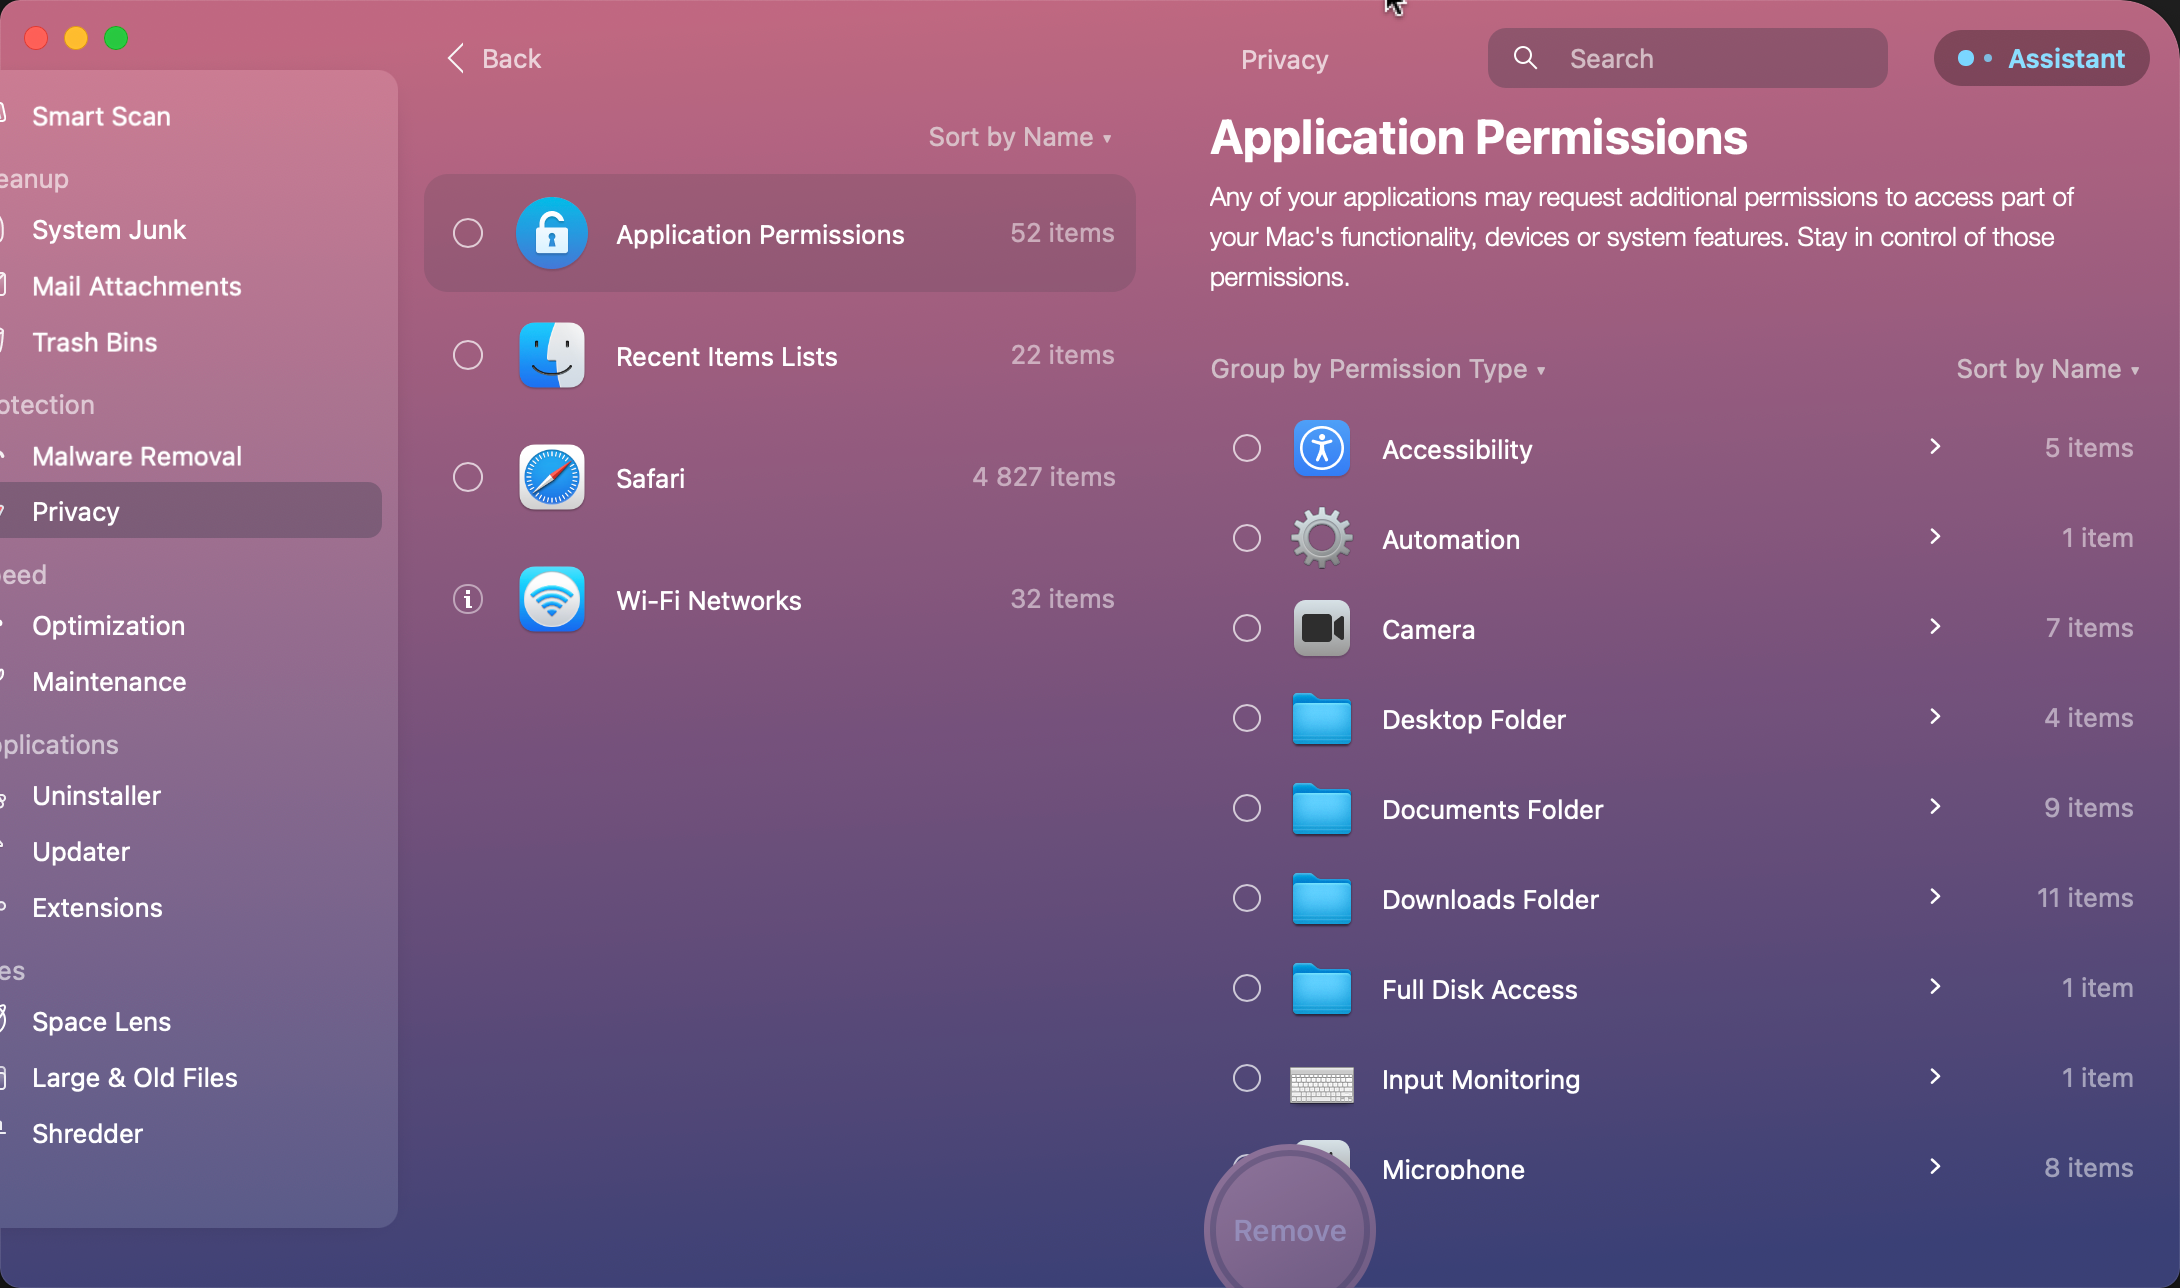 Smart Scan
eanup
System Junk
Mail Attachments
Trash Bins
otection
Malware Removal
Privacy
eed
Optimization
Maintenance
plications
Uninstaller
Updater
Extensions
es
Space Lens
Large & Old Files
Shredder
Back
Sort by Name
Application Permissions 52 items
Recent Items Lists 22 items
Safari 4 827 items
Wi-Fi Networks 32 items
Privacy
Search
Assistant
Application Permissions
Any of your applications may request additional permissions to access part of
your Mac's functionality, devices or system features. Stay in control of those
permissions.
Group by Permission Type
Sort by Name
Accessibility 5 items
Automation 1 item
Camera 7 items
Desktop Folder 4 items
Documents Folder 9 items
Downloads Folder 11 items
Full Disk Access 1 item
Input Monitoring 1 item
Microphone 8 items
Remove